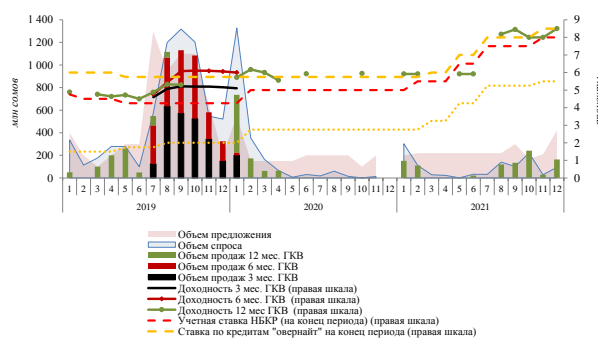 1 400
1 200
1 000
800
600
400
200
0
млн сомов
9
8
7
6
5
4
3
2
1
0
проценты
1 2 3 4 5 6 7 8 9 10 11 12 1 2 3 4 5 6 7 8 9 10 11 12 1 2 3 4 5 6 7 8 9 10 11 12
2019 2020 2021
Объем предложения
Объем спроса
Объем продаж 12 мес. ГКВ
Объем продаж 6 мес. ГКВ
Объем продаж 3 мес. ГКВ
Доходность 3 мес. ГКВ (правая шкала)
Доходность 6 мес. ГКВ (правая шкала)
Доходность 12 мес ГКВ (правая шкала)
Учетная ставка НБКР (на конец периода) (правая шкала)
Ставка по кредитам "овернайт" на конец периода (правая шкала)